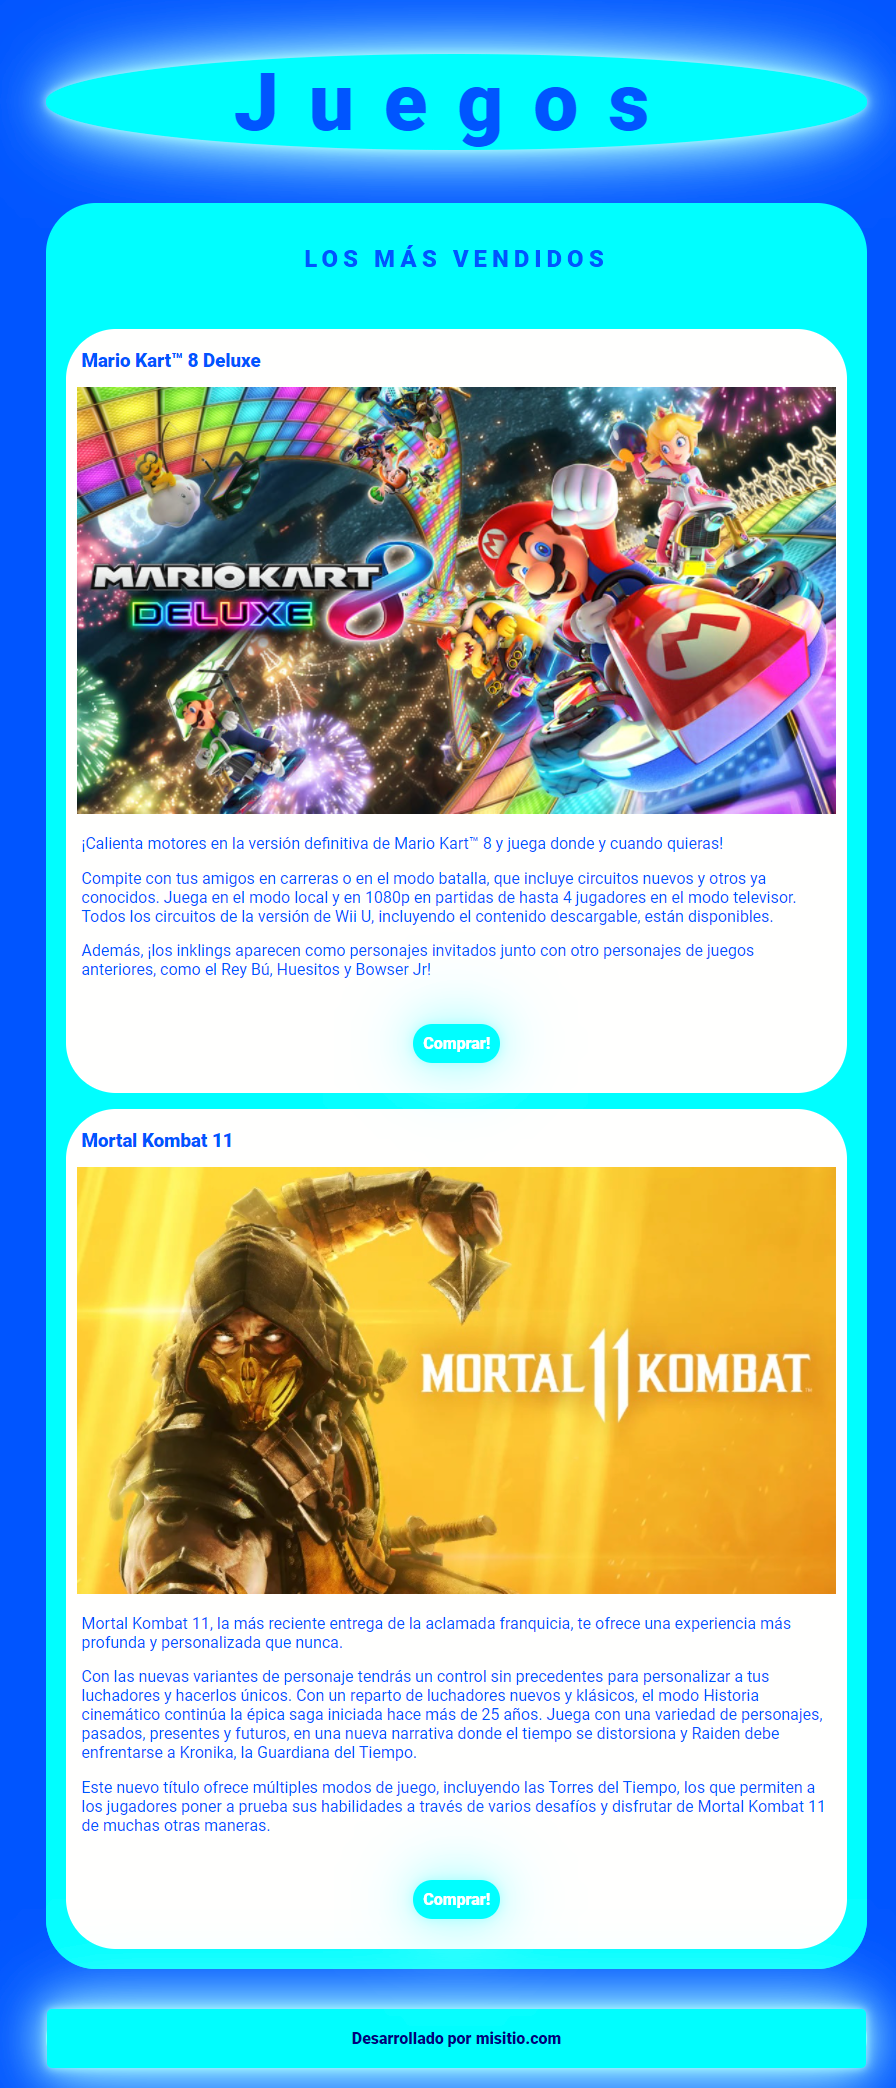 Juegos
LOS MÁS VENDIDOS
Mario Kart™ 8 Deluxe
MARIOKART 8™
DELUXE
¡Calienta motores en la versión definitiva de Mario Kart™ 8 y juega donde y cuando quieras!
Compite con tus amigos en carreras o en el modo batalla, que incluye circuitos nuevos y otros ya
conocidos. Juega en el modo local y en 1080p en partidas de hasta 4 jugadores en el modo televisor.
Todos los circuitos de la versión de Wii U, incluyendo el contenido descargable, están disponibles.
Además, ¡los inklings aparecen como personajes invitados junto con otro personajes de juegos
anteriores, como el Rey Bú, Huesitos y Bowser Jr!
Comprar!
Mortal Kombat 11
MORTAL 11 KOMBAT™
Mortal Kombat 11, la más reciente entrega de la aclamada franquicia, te ofrece una experiencia más
profunda y personalizada que nunca.
Con las nuevas variantes de personaje tendrás un control sin precedentes para personalizar a tus
luchadores y hacerlos únicos. Con un reparto de luchadores nuevos y klásicos, el modo Historia
cinemático continúa la épica saga iniciada hace más de 25 años. Juega con una variedad de personajes,
pasados, presentes y futuros, en una nueva narrativa donde el tiempo se distorsiona y Raiden debe
enfrentarse a Kronika, la Guardiana del Tiempo.
Este nuevo título ofrece múltiples modos de juego, incluyendo las Torres del Tiempo, los que permiten a
los jugadores poner a prueba sus habilidades a través de varios desafíos y disfrutar de Mortal Kombat 11
de muchas otras maneras.
Comprar!
Desarrollado por misitio.com